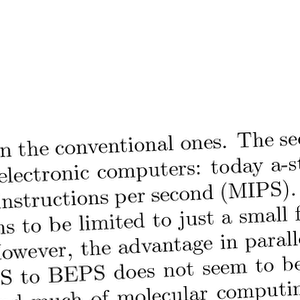 n the conventional ones. The sec
electronic computers: today a-st
instructions per second (MIPS).
ns to be limited to just a small f
However, the advantage in parall
S to BEPS does not seem to be
d much of molecular computin